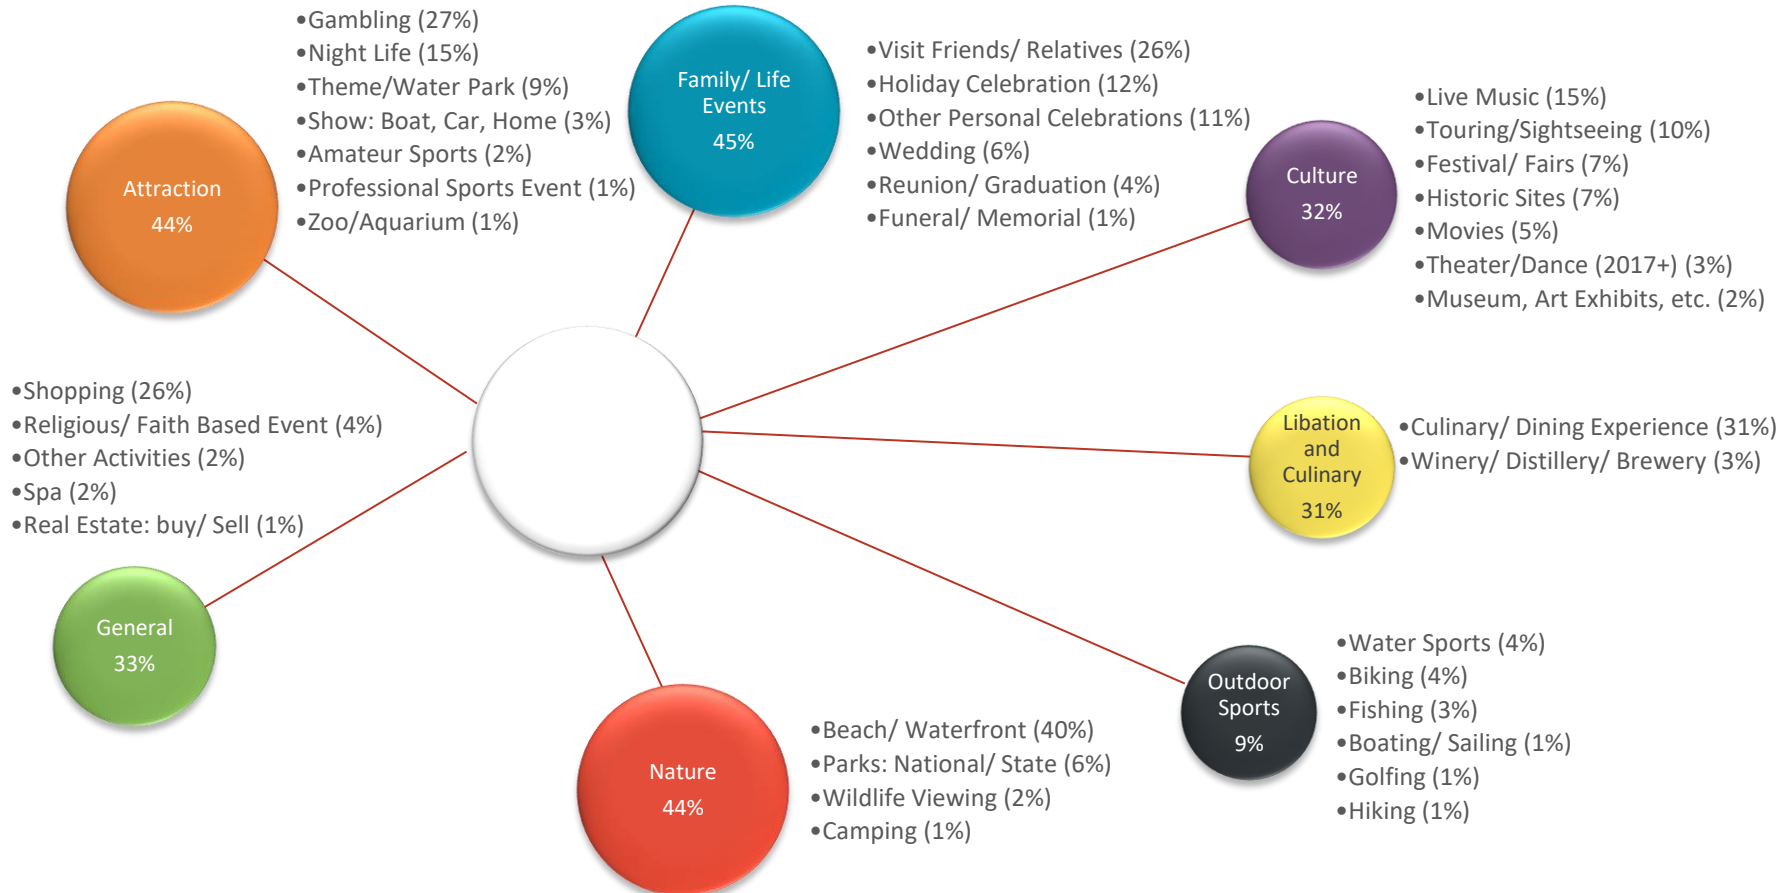 •Gambling (27%)
•Night Life (15%)
•Theme/Water Park (9%)
•Show: Boat, Car, Home (3%)
•Amateur Sports (2%)
•Professional Sports Event (1%)
•Zoo/Aquarium (1%)
Attraction
44%
Family/ Life
Events
45%
•Visit Friends/ Relatives (26%)
•Holiday Celebration (12%)
•Other Personal Celebrations (11%)
•Wedding (6%)
•Reunion/ Graduation (4%)
•Funeral/ Memorial (1%)
Culture
32%
•Live Music (15%)
•Touring/Sightseeing (10%)
•Festival/ Fairs (7%)
•Historic Sites (7%)
•Movies (5%)
•Theater/Dance (2017+) (3%)
•Museum, Art Exhibits, etc. (2%)
•Shopping (26%)
•Religious/ Faith Based Event (4%)
•Other Activities (2%)
•Spa (2%)
•Real Estate: buy/ Sell (1%)
General
33%
Libation
and
Culinary
31%
•Culinary/ Dining Experience (31%)
•Winery/ Distillery/ Brewery (3%)
Nature
44%
•Beach/ Waterfront (40%)
•Parks: National/ State (6%)
•Wildlife Viewing (2%)
•Camping (1%)
Outdoor
Sports
9%
•Water Sports (4%)
•Biking (4%)
•Fishing (3%)
•Boating/ Sailing (1%)
•Golfing (1%)
•Hiking (1%)